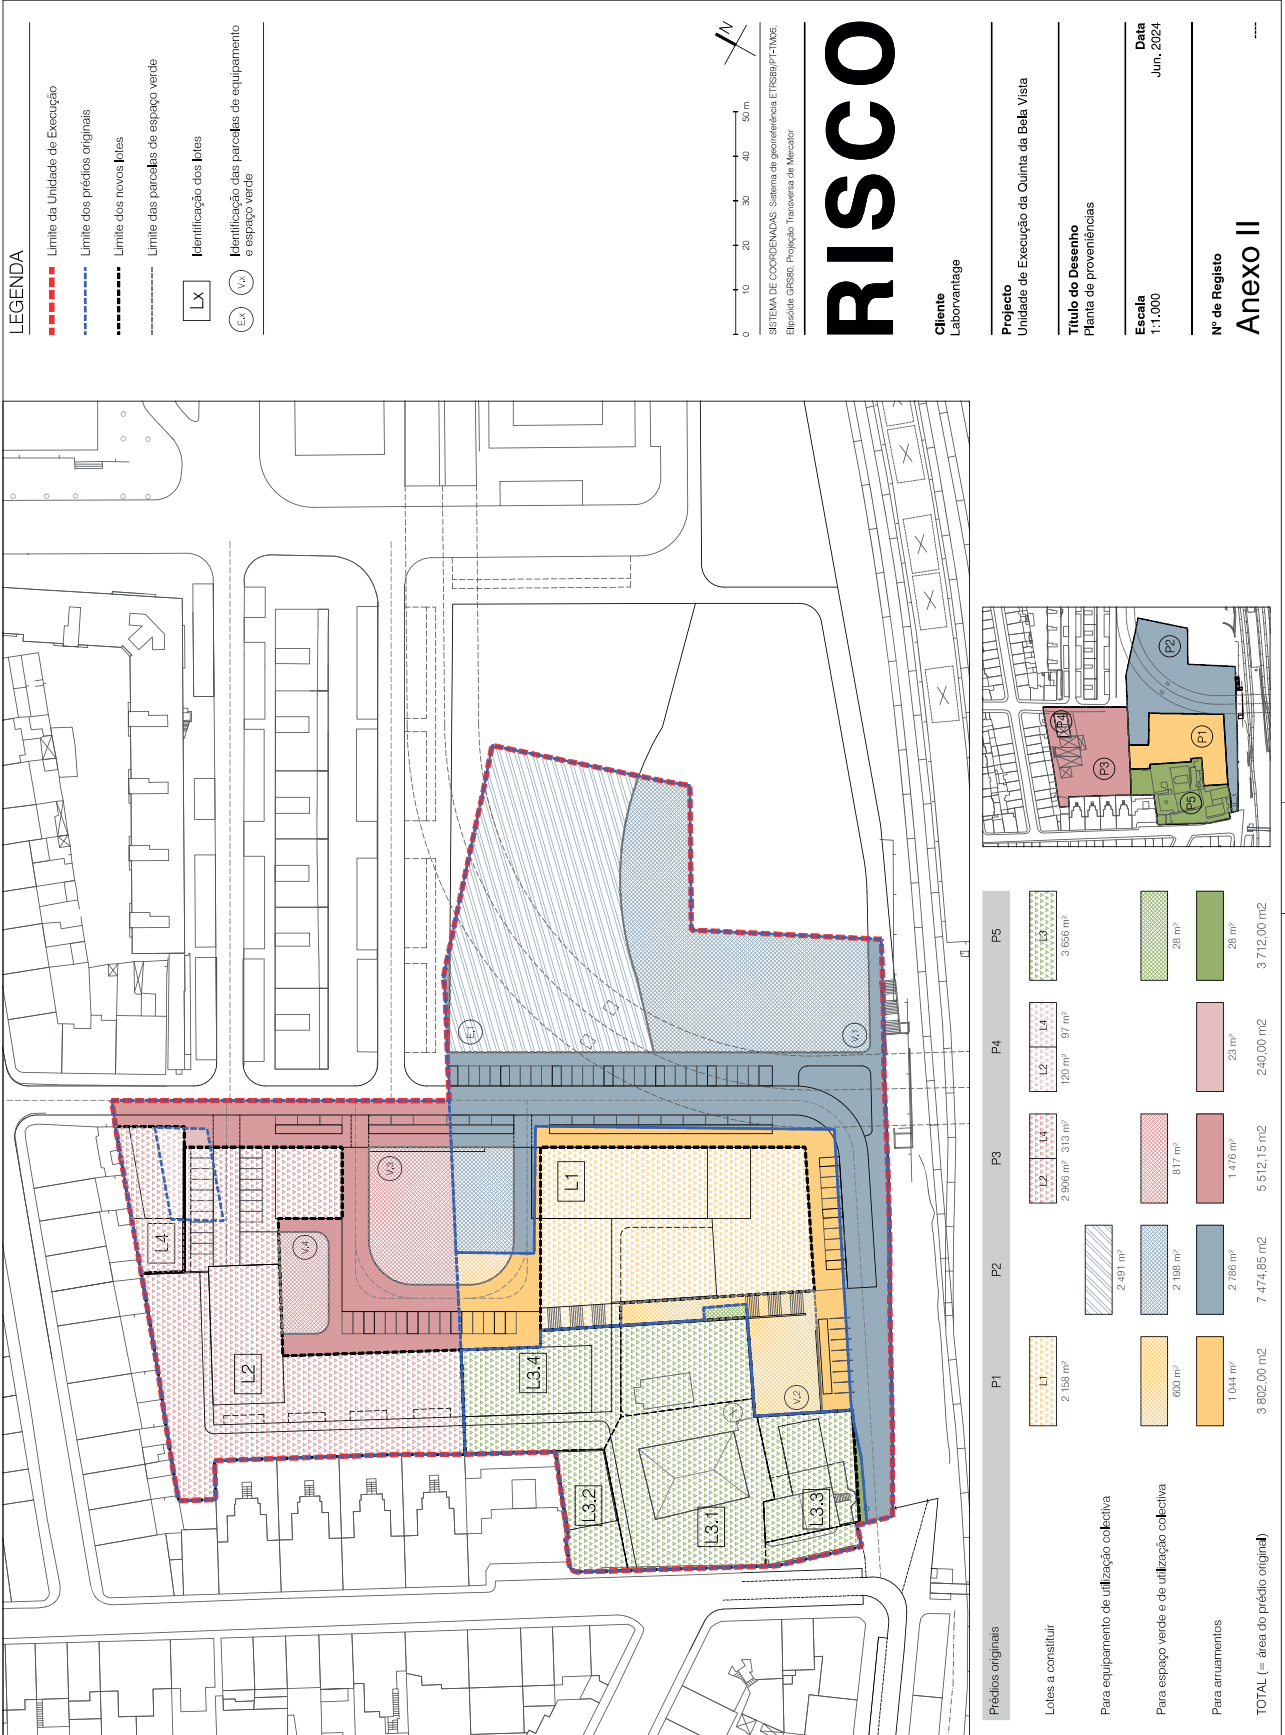 LEGENDA
Limite da Unidade de Execução
Limite dos prédios originais
Limite dos novos lotes
Limite das parcelas de espaço verde
Lx
Identificação dos lotes
E.x
V.x
Identificação das parcelas de equipamento
e espaço verde
N
0 10 20 30 40 50 m
SISTEMA DE COORDENADAS: Sistema de georreferência ETRS89/PT-TM06,
Elipsóide GRS80, Projeção Transversa de Mercator
RISCO
Cliente
Laborvantage
Projecto
Unidade de Execução da Quinta da Bela Vista
Título do Desenho
Planta de proveniências
Escala
1:1.000
Data
Jun. 2024
Nº de Registo
Anexo II
----
L4
L2
V.4
V.3
E.1
V.1
L1
L3.4
V.2
L3.2
L3.1
L3.3
P4
P3
P2
P1
P5
Prédios originais P1 P2 P3 P4 P5
Lotes a constituir L1 L2 L4 L2 L4 L3
2 158 m² 2 906 m² 313 m² 120 m² 97 m² 3 656 m²
Para equipamento de utilização colectiva
2 491 m²
Para espaço verde e de utilização colectiva
600 m² 2 198 m² 817 m² 28 m²
Para arruamentos
1 044 m² 2 786 m² 1 476 m² 23 m² 28 m²
TOTAL (= área do prédio original) 3 802,00 m2 7 474,85 m2 5 512,15 m2 240,00 m2 3 712,00 m2